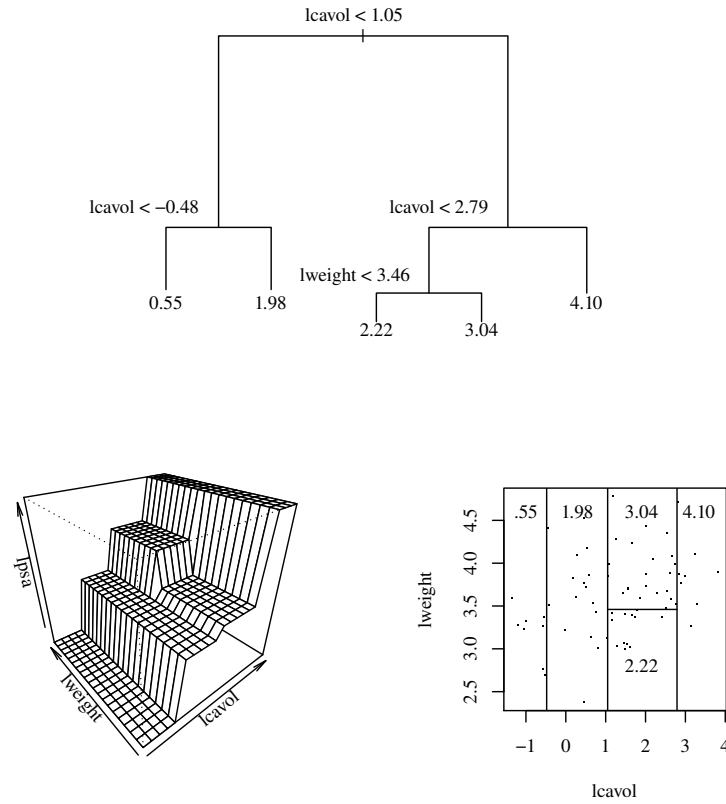 lcavol < 1.05
lcavol < −0.48
lcavol < 2.79
lweight < 3.46
0.55
1.98
4.10
2.22
3.04
lpsa
lweight
lcavol
.55
1.98
3.04
4.10
2.22
lweight
4.5
4.0
3.5
3.0
2.5
−1 0 1 2 3 4
lcavol